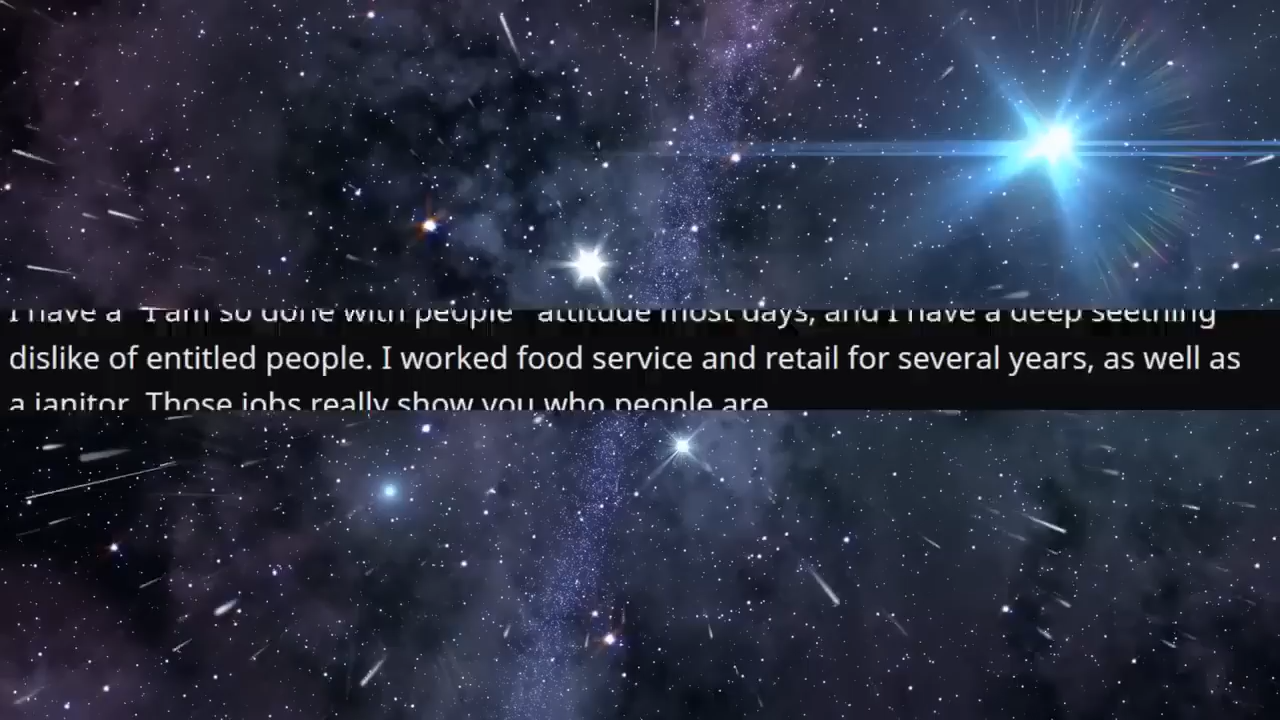 I have a "I am so done with people" attitude most days, and I have a deep seething
dislike of entitled people. I worked food service and retail for several years, as well as
a janitor. Those jobs really show you who people are